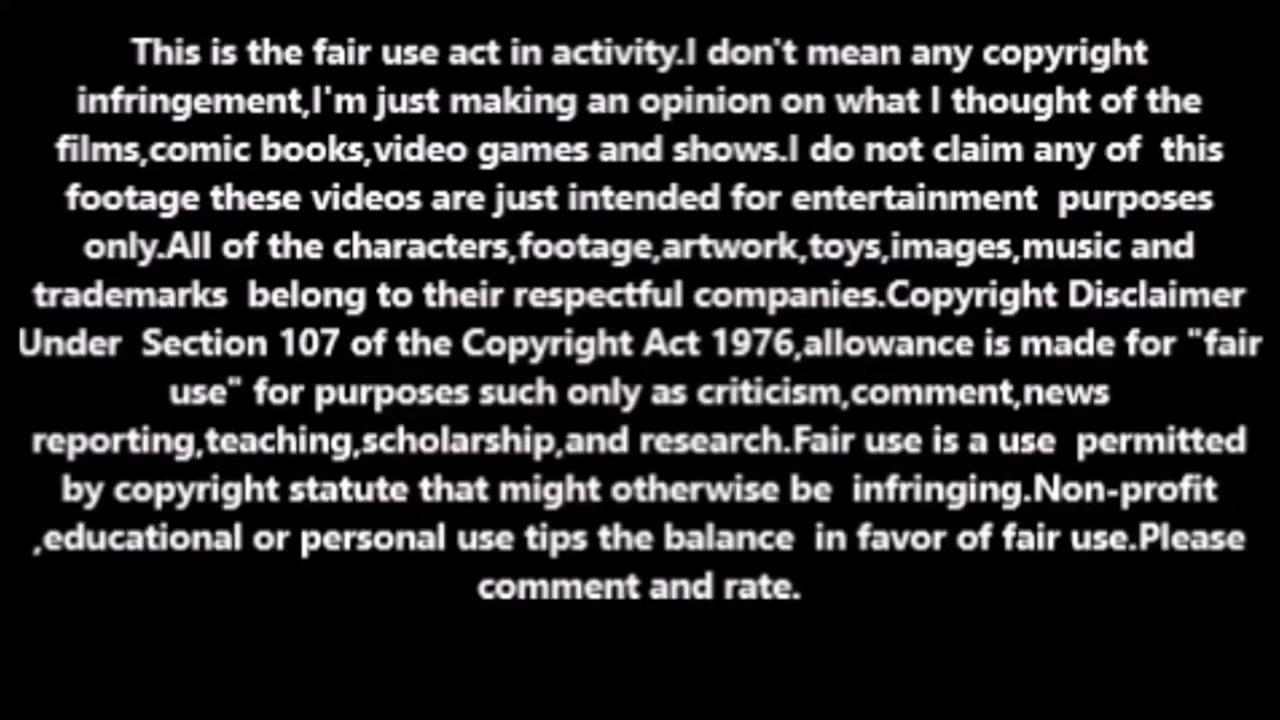 This is the fair use act in activity.I don't mean any copyright
infringement,I'm just making an opinion on what I thought of the
films,comic books,video games and shows.I do not claim any of  this
footage these videos are just intended for entertainment  purposes
only.All of the characters,footage,artwork,toys,images,music and
trademarks  belong to their respectful companies.Copyright Disclaimer
Under  Section 107 of the Copyright Act 1976,allowance is made for "fair
use" for purposes such only as criticism,comment,news
reporting,teaching,scholarship,and research.Fair use is a use  permitted
by copyright statute that might otherwise be  infringing.Non-profit
,educational or personal use tips the balance  in favor of fair use.Please
comment and rate.